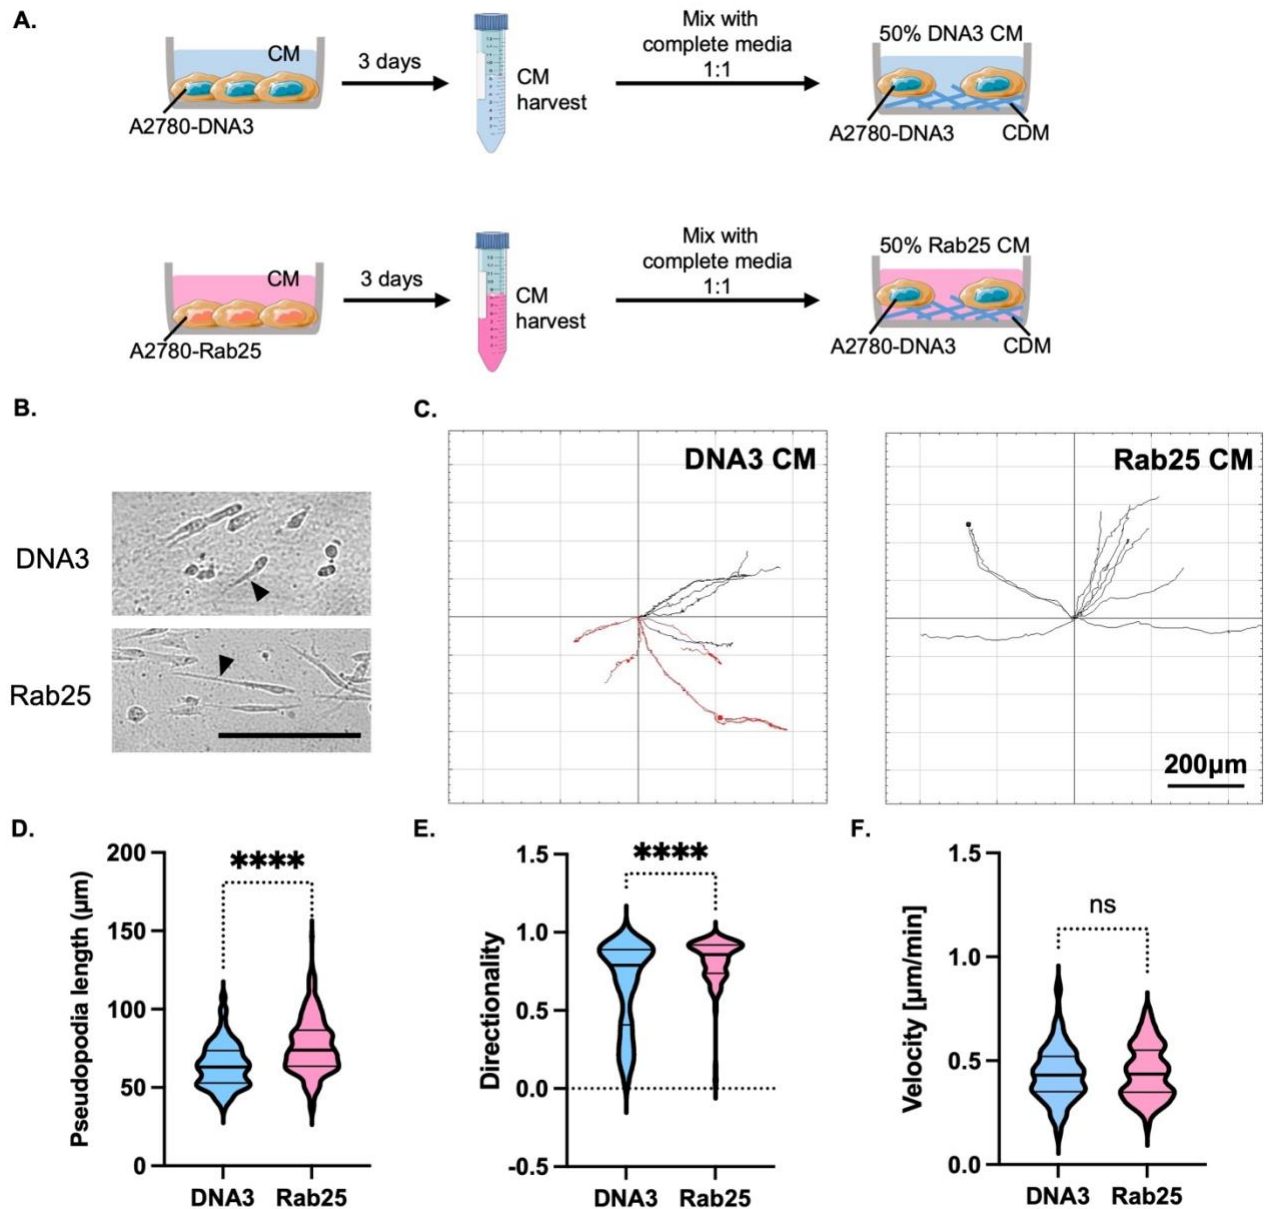 A.
CM
A2780-DNA3
3 days
CM
harvest
Mix with
complete media
1:1
50% DNA3 CM
A2780-DNA3
CDM
CM
A2780-Rab25
3 days
CM
harvest
Mix with
complete media
1:1
50% Rab25 CM
A2780-DNA3
CDM
B.
DNA3
Rab25
C.
DNA3 CM
Rab25 CM
200µm
D.
Pseudopodia length (µm)
200
150
100
50
0
****
DNA3 Rab25
E.
Directionality
1.5
1.0
0.5
0.0
-0.5
****
DNA3 Rab25
F.
Velocity [µm/min]
1.5
1.0
0.5
0.0
ns
DNA3 Rab25